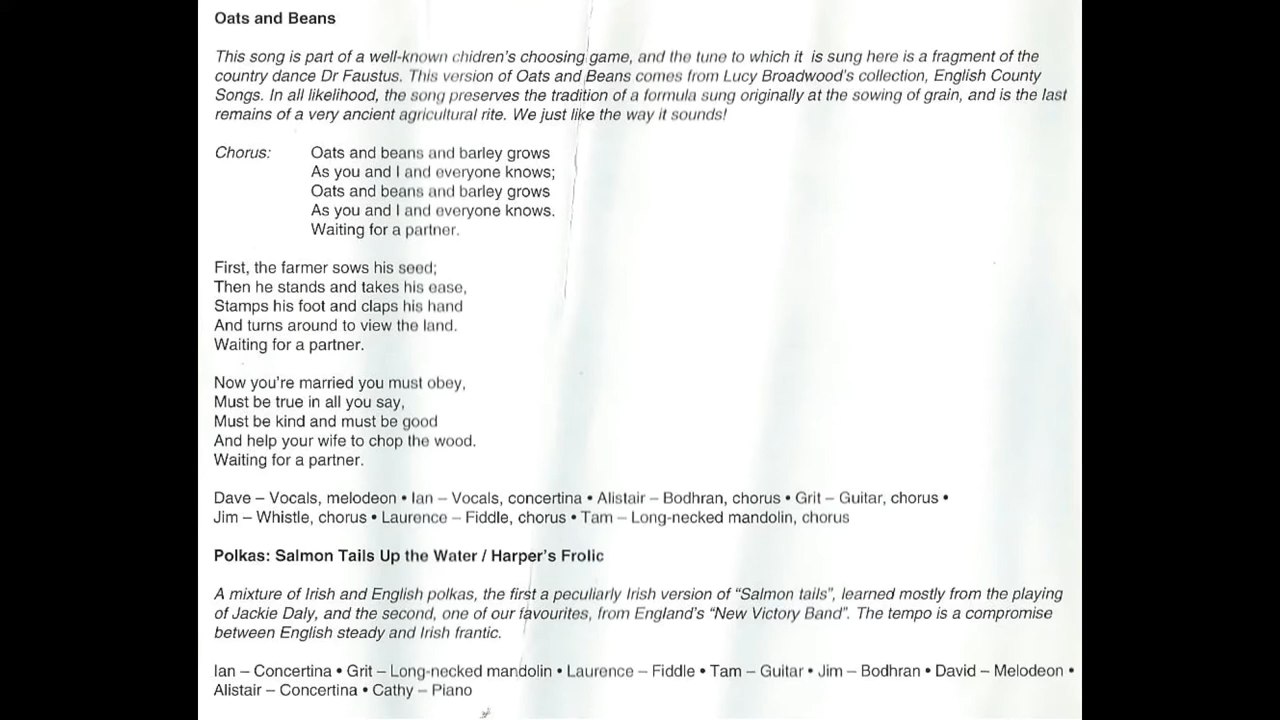 Oats and Beans
This song is part of a well-known chidren's choosing game, and the tune to which it is sung here is a fragment of the
country dance Dr Faustus. This version of Oats and Beans comes from Lucy Broadwood's collection, English County
Songs. In all likelihood, the song preserves the tradition of a formula sung originally at the sowing of grain, and is the last
remains of a very ancient agricultural rite. We just like the way it sounds!
Chorus: Oats and beans and barley grows
As you and I and everyone knows;
Oats and beans and barley grows
As you and I and everyone knows.
Waiting for a partner.
First, the farmer sows his seed;
Then he stands and takes his ease,
Stamps his foot and claps his hand
And turns around to view the land.
Waiting for a partner.
Now you're married you must obey,
Must be true in all you say,
Must be kind and must be good
And help your wife to chop the wood.
Waiting for a partner.
Dave – Vocals, melodeon • Ian – Vocals, concertina • Alistair – Bodhran, chorus • Grit – Guitar, chorus •
Jim – Whistle, chorus • Laurence – Fiddle, chorus • Tam – Long-necked mandolin, chorus
Polkas: Salmon Tails Up the Water / Harper's Frolic
A mixture of Irish and English polkas, the first a peculiarly Irish version of “Salmon tails”, learned mostly from the playing
of Jackie Daly, and the second, one of our favourites, from England's “New Victory Band”. The tempo is a compromise
between English steady and Irish frantic.
Ian – Concertina • Grit – Long-necked mandolin • Laurence – Fiddle • Tam – Guitar • Jim – Bodhran • David – Melodeon •
Alistair – Concertina • Cathy – Piano